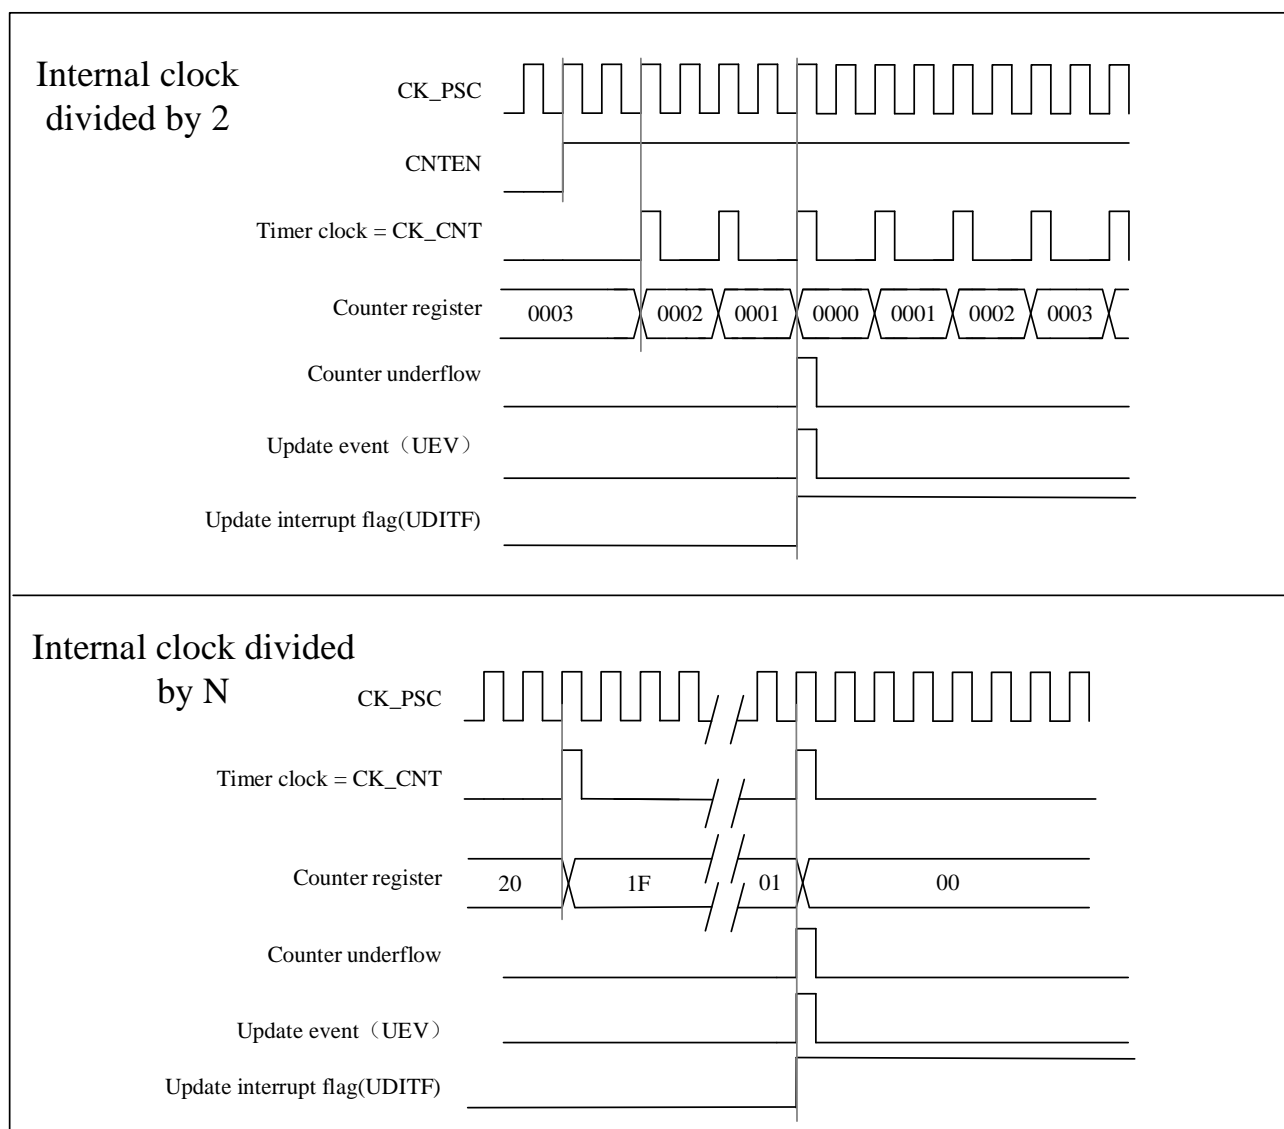 Internal clock
divided by 2
CK_PSC
CNTEN
Timer clock = CK_CNT
Counter register
0003 0002 0001 0000 0001 0002 0003
Counter underflow
Update event（UEV）
Update interrupt flag(UDITF)
Internal clock divided
by N
CK_PSC
Timer clock = CK_CNT
Counter register
20 1F 01 00
Counter underflow
Update event（UEV）
Update interrupt flag(UDITF)